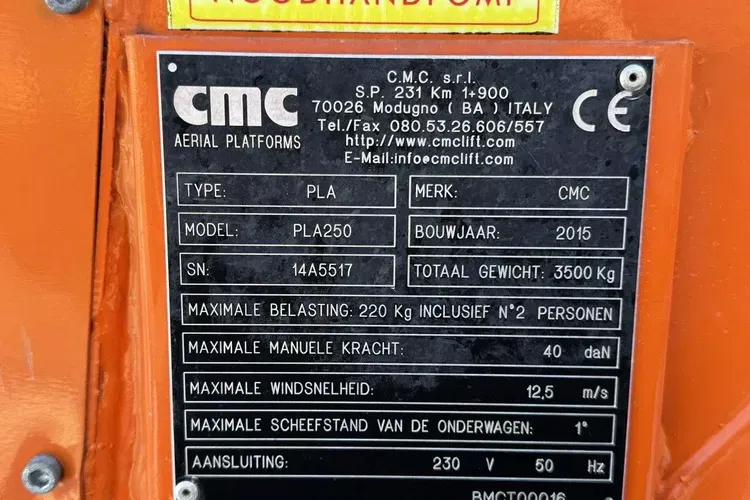 NOODHANDPOMP
CMC
AERIAL PLATFORMS
C.M.C. s.r.l.
S.P. 231 Km 1+900
70026 Modugno ( BA ) ITALY
Tel./Fax 080.53.26.606/557
http://www.cmclift.com
E-Mail:info@cmclift.com
CE
TYPE: PLA
MERK: CMC
MODEL: PLA250
BOUWJAAR: 2015
SN: 14A5517
TOTAAL GEWICHT: 3500 Kg
MAXIMALE BELASTING: 220 Kg INCLUSIEF N°2 PERSONEN
MAXIMALE MANUELE KRACHT: 40 daN
MAXIMALE WINDSNELHEID: 12,5 m/s
MAXIMALE SCHEEFSTAND VAN DE ONDERWAGEN: 1°
AANSLUITING: 230 V 50 Hz
BMCT00016